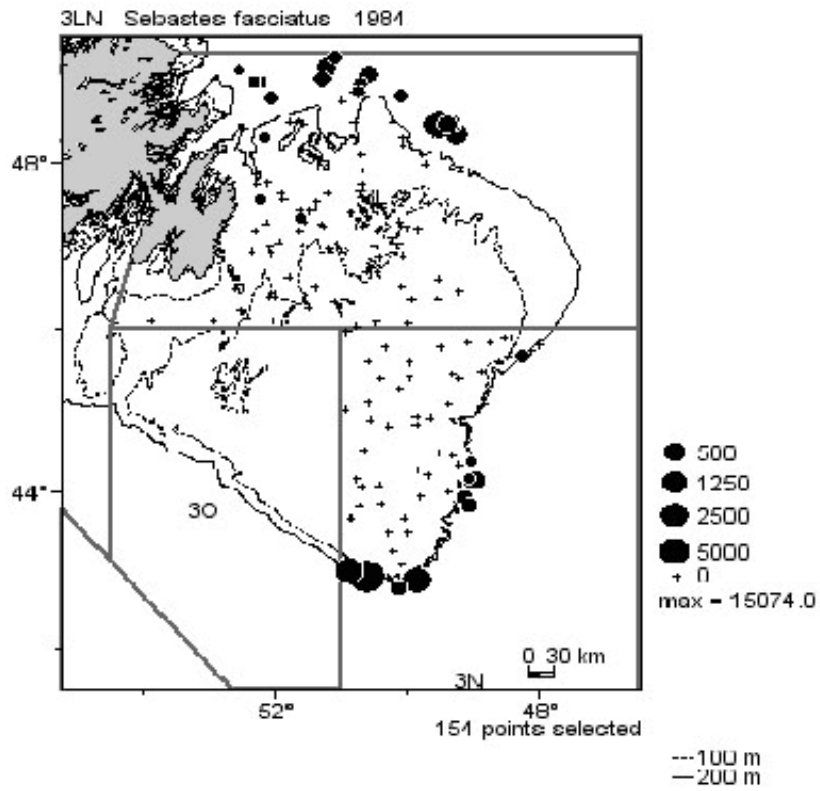 3LN Sebastes fasciatus 1984
48°
44°
3O
500
1250
2500
5000
+ 0
max = 15074.0
0 30 km
3N
52°
48°
154 points selected
100 m
200 m